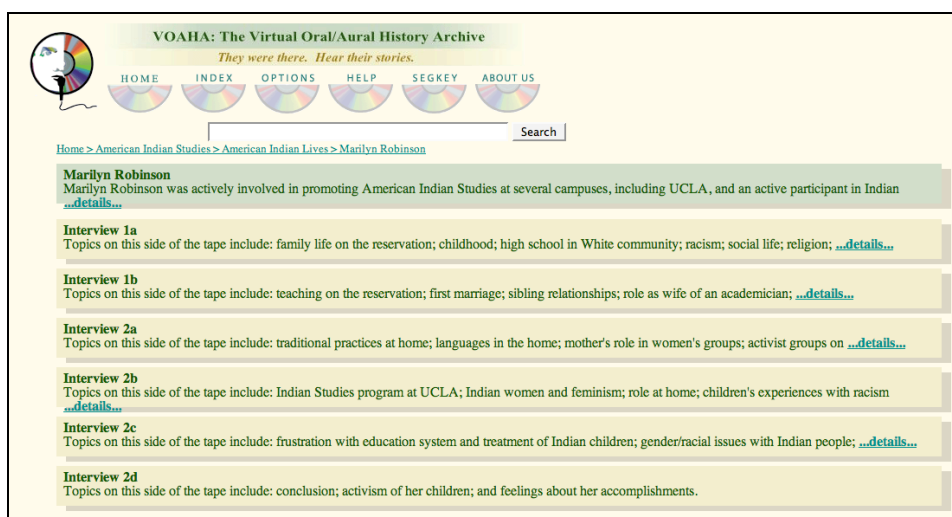 VOAHA: The Virtual Oral/Aural History Archive
They were there. Hear their stories.
HOME INDEX OPTIONS HELP SEGKEY ABOUT US
Search
Home > American Indian Studies > American Indian Lives > Marilyn Robinson
Marilyn Robinson
Marilyn Robinson was actively involved in promoting American Indian Studies at several campuses, including UCLA, and an active participant in Indian
...details...
Interview 1a
Topics on this side of the tape include: family life on the reservation; childhood; high school in White community; racism; social life; religion; ...details...
Interview 1b
Topics on this side of the tape include: teaching on the reservation; first marriage; sibling relationships; role as wife of an academician; ...details...
Interview 2a
Topics on this side of the tape include: traditional practices at home; languages in the home; mother's role in women's groups; activist groups on ...details...
Interview 2b
Topics on this side of the tape include: Indian Studies program at UCLA; Indian women and feminism; role at home; children's experiences with racism
...details...
Interview 2c
Topics on this side of the tape include: frustration with education system and treatment of Indian children; gender/racial issues with Indian people; ...details...
Interview 2d
Topics on this side of the tape include: conclusion; activism of her children; and feelings about her accomplishments.